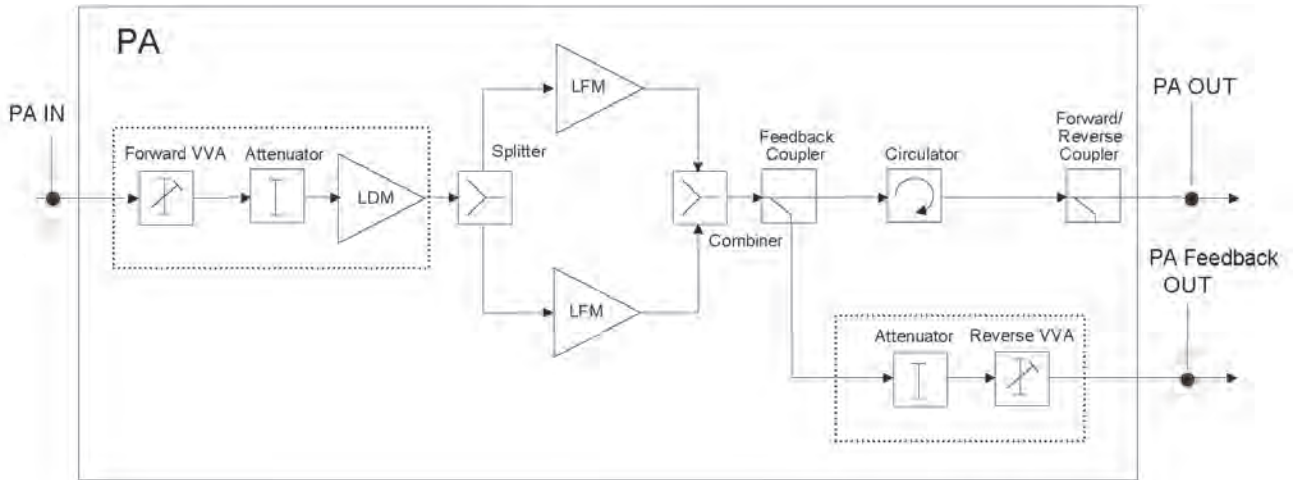 PA
LFM
PA OUT
PA IN
Forward/
Reverse
Coupler
Feedback
Coupler
Circulator
Splitter
Forward VVA
Attenuator
LDM
Combiner
PA Feedback
OUT
LFM
Attenuator
Reverse VVA